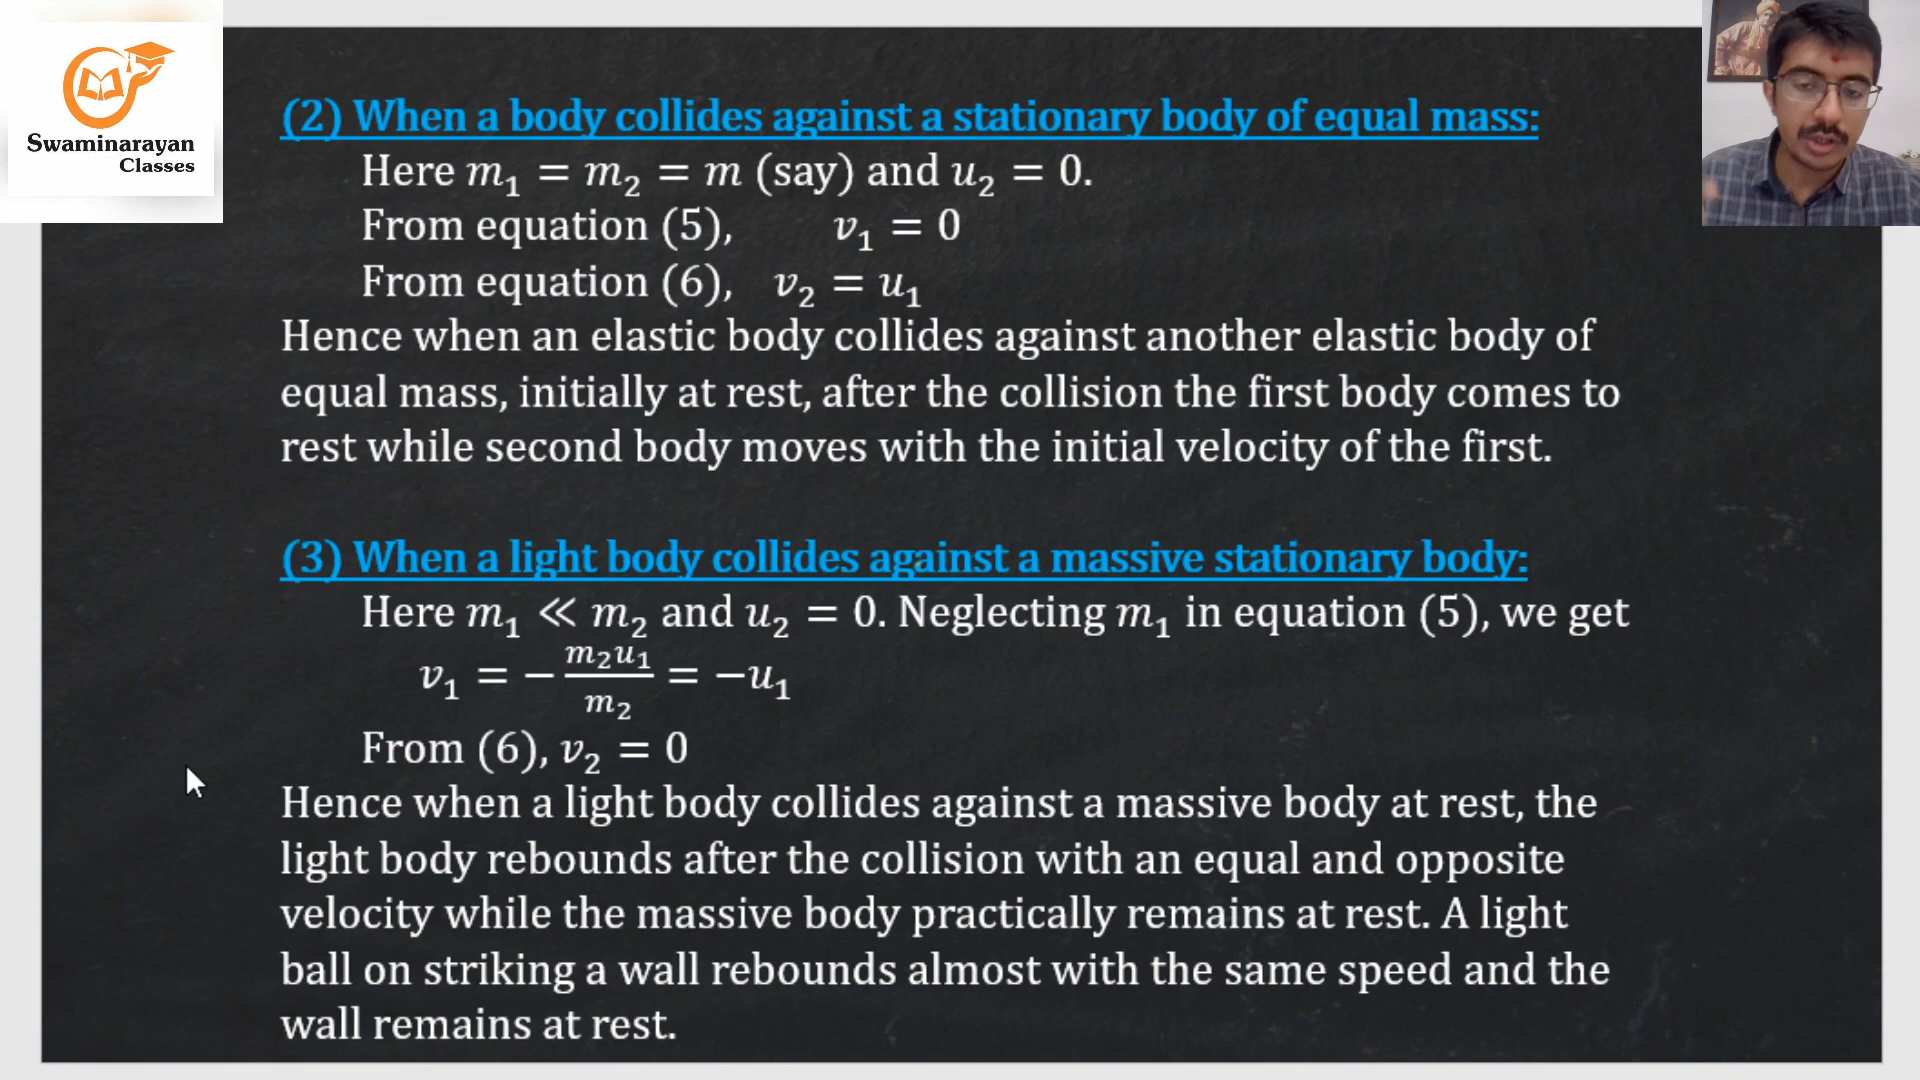 Swaminarayan
Classes
(2) When a body collides against a stationary body of equal mass:
Here m₁ = m₂ = m (say) and u₂ = 0.
From equation (5), v₁ = 0
From equation (6), v₂ = u₁
Hence when an elastic body collides against another elastic body of
equal mass, initially at rest, after the collision the first body comes to
rest while second body moves with the initial velocity of the first.
(3) When a light body collides against a massive stationary body:
Here m₁ ≪ m₂ and u₂ = 0. Neglecting m₁ in equation (5), we get
v₁ = −m₂u₁/m₂ = −u₁
From (6), v₂ = 0
Hence when a light body collides against a massive body at rest, the
light body rebounds after the collision with an equal and opposite
velocity while the massive body practically remains at rest. A light
ball on striking a wall rebounds almost with the same speed and the
wall remains at rest.